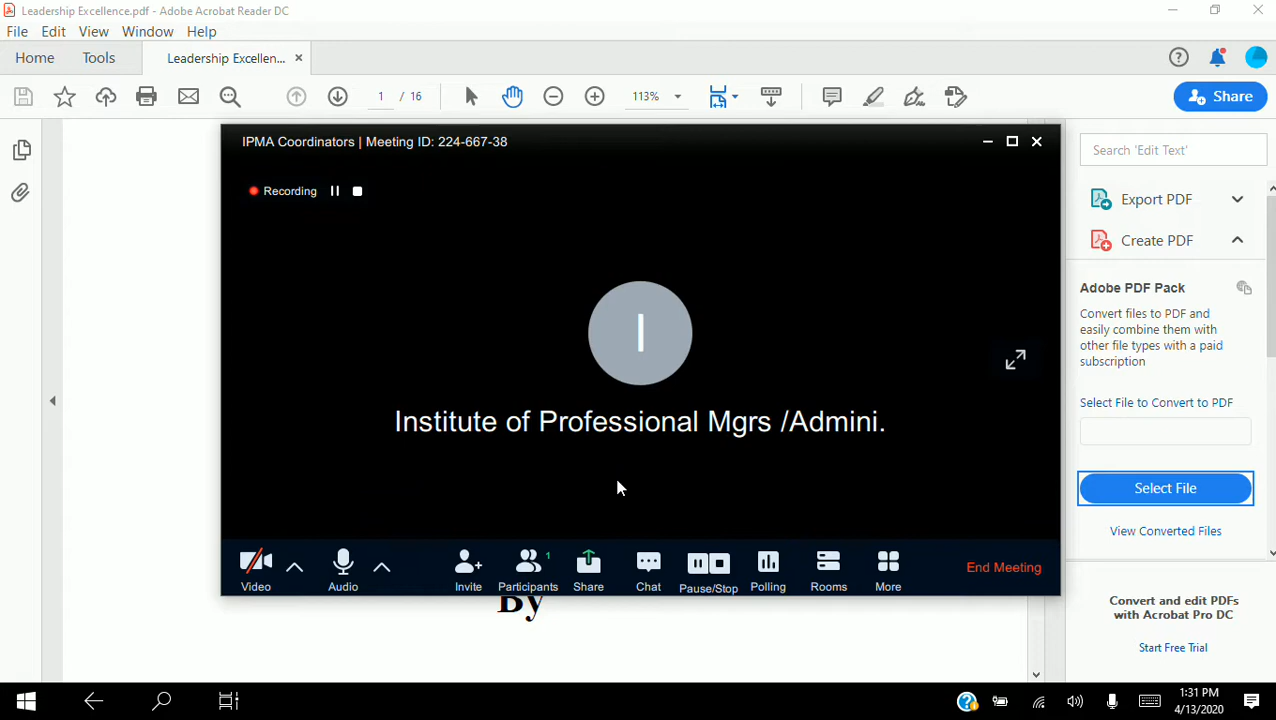 Leadership Excellence.pdf - Adobe Acrobat Reader DC
File Edit View Window Help
Home Tools Leadership Excellen... ×
1 / 16 113% Share
IPMA Coordinators | Meeting ID: 224-667-38
Recording
I
Institute of Professional Mgrs /Admini.
Video Audio Invite Participants 1 Share Chat Pause/Stop Polling Rooms More End Meeting
By
Search 'Edit Text'
Export PDF
Create PDF
Adobe PDF Pack
Convert files to PDF and
easily combine them with
other file types with a paid
subscription
Select File to Convert to PDF
Select File
View Converted Files
Convert and edit PDFs
with Acrobat Pro DC
Start Free Trial
1:31 PM
4/13/2020